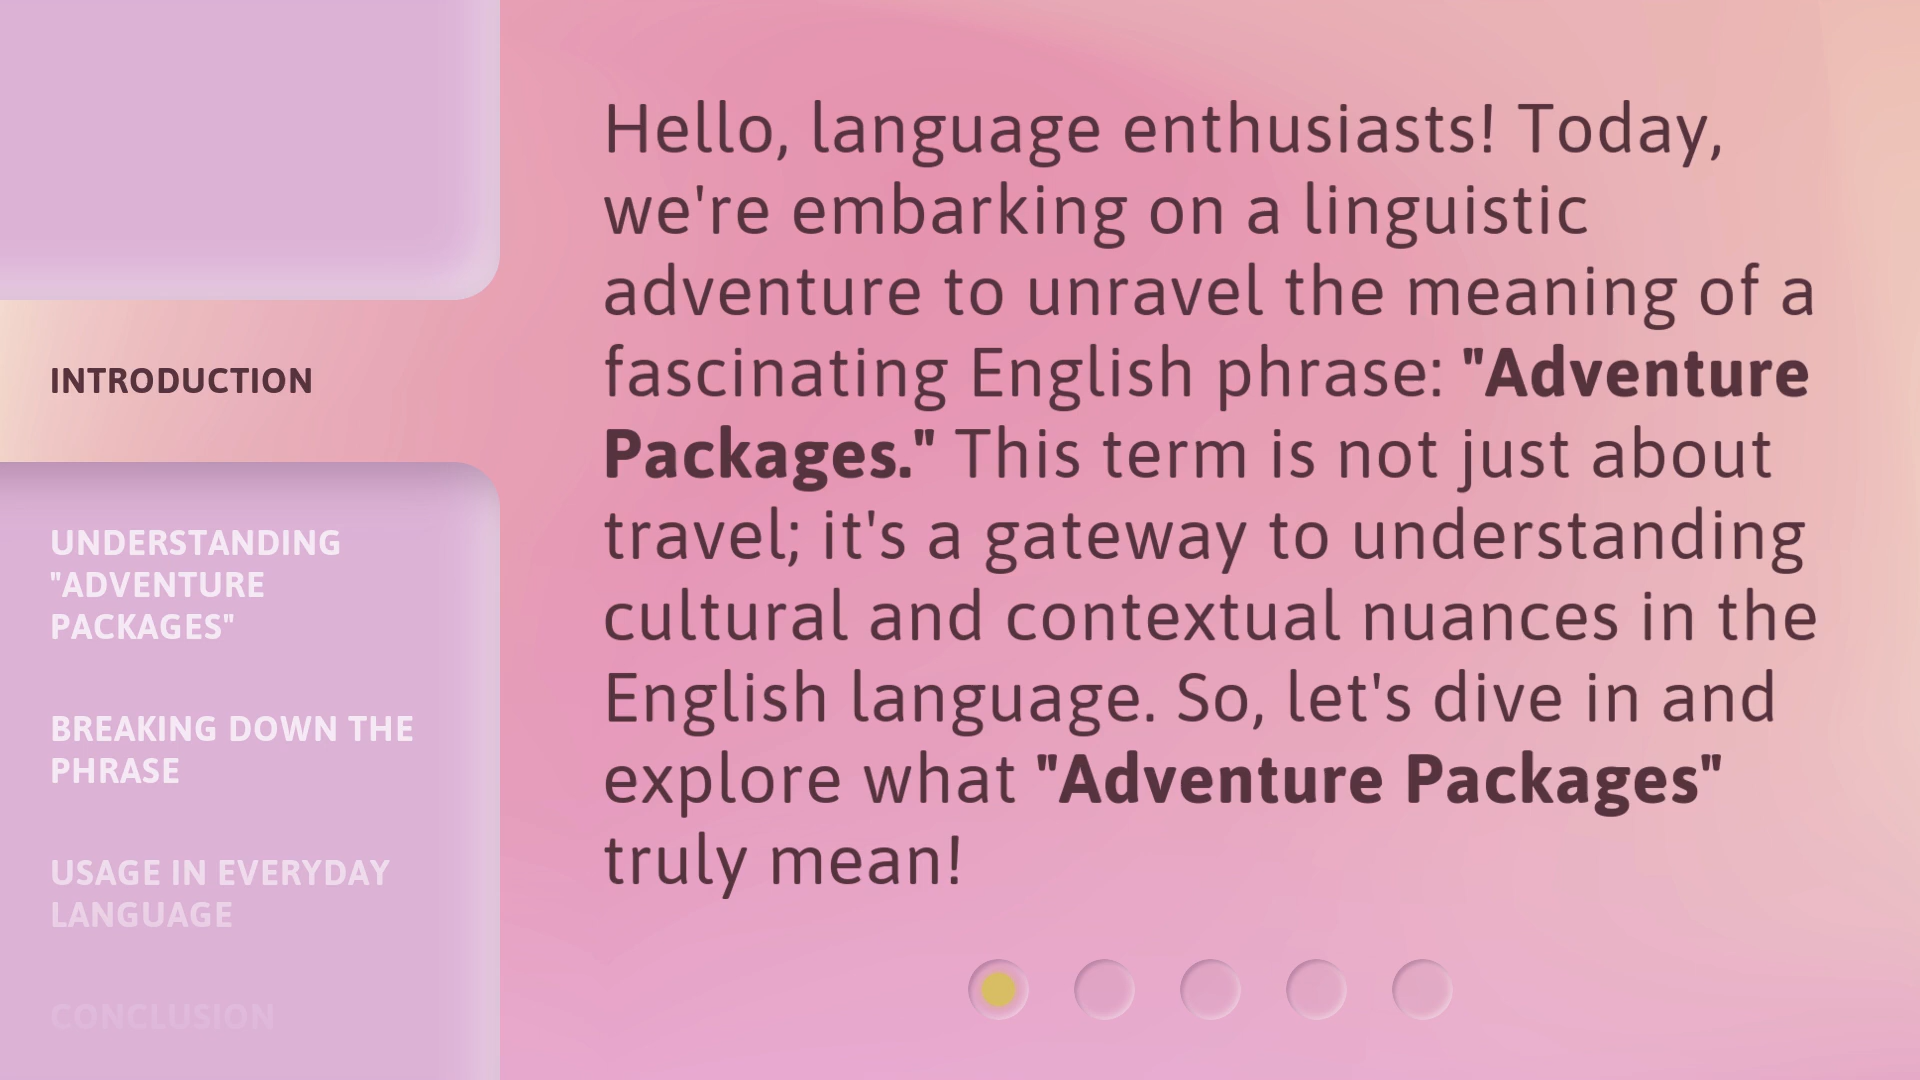 INTRODUCTION
UNDERSTANDING
"ADVENTURE
PACKAGES"
BREAKING DOWN THE
PHRASE
USAGE IN EVERYDAY
LANGUAGE
CONCLUSION
Hello, language enthusiasts! Today,
we're embarking on a linguistic
adventure to unravel the meaning of a
fascinating English phrase: "Adventure
Packages." This term is not just about
travel; it's a gateway to understanding
cultural and contextual nuances in the
English language. So, let's dive in and
explore what "Adventure Packages"
truly mean!